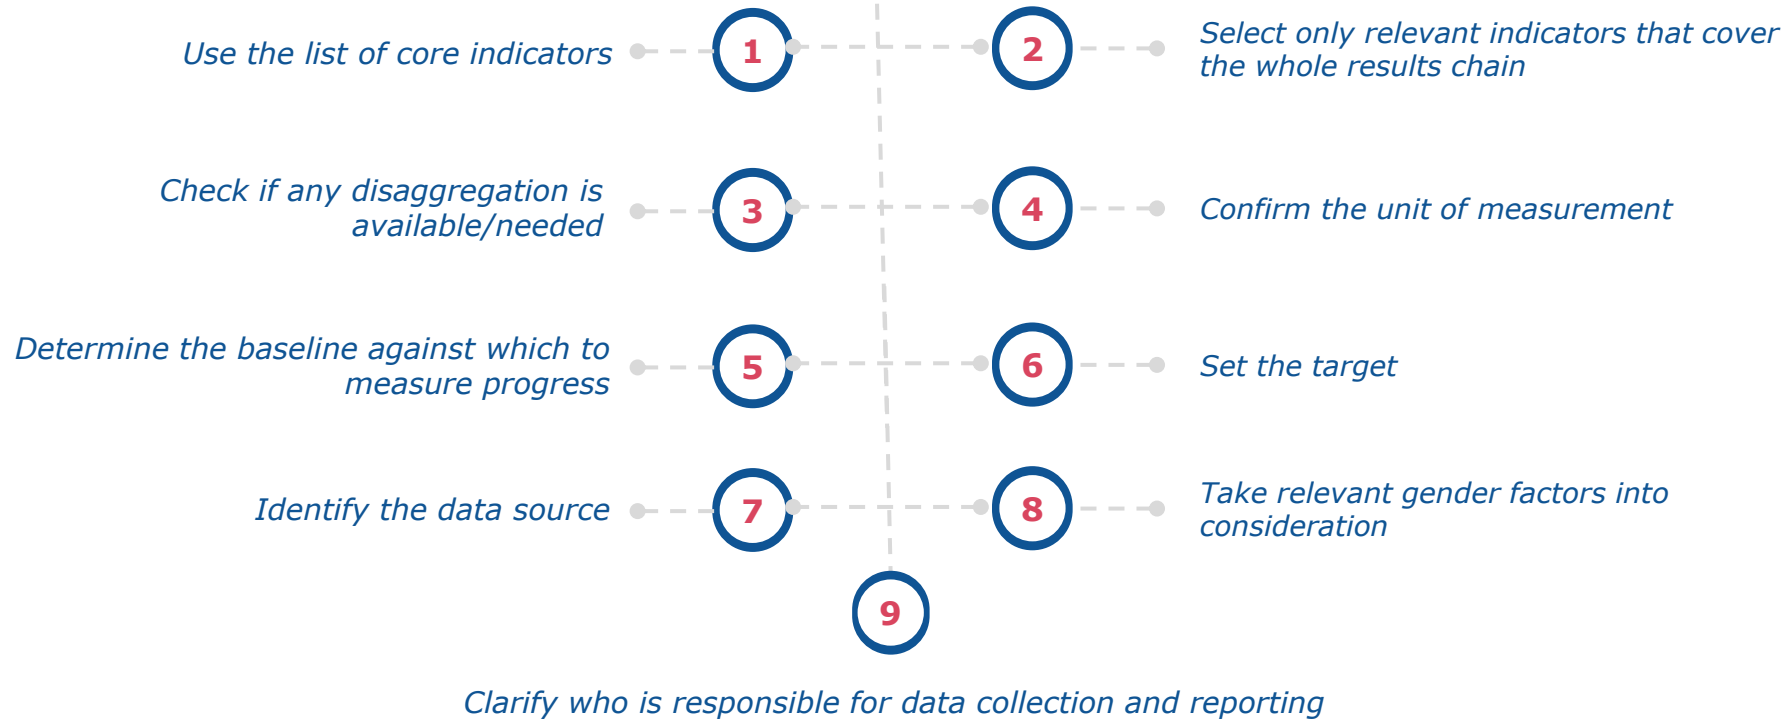 Use the list of core indicators
1
2
Select only relevant indicators that cover
the whole results chain
Check if any disaggregation is
available/needed
3
4
Confirm the unit of measurement
Determine the baseline against which to
measure progress
5
6
Set the target
Identify the data source
7
8
Take relevant gender factors into
consideration
9
Clarify who is responsible for data collection and reporting